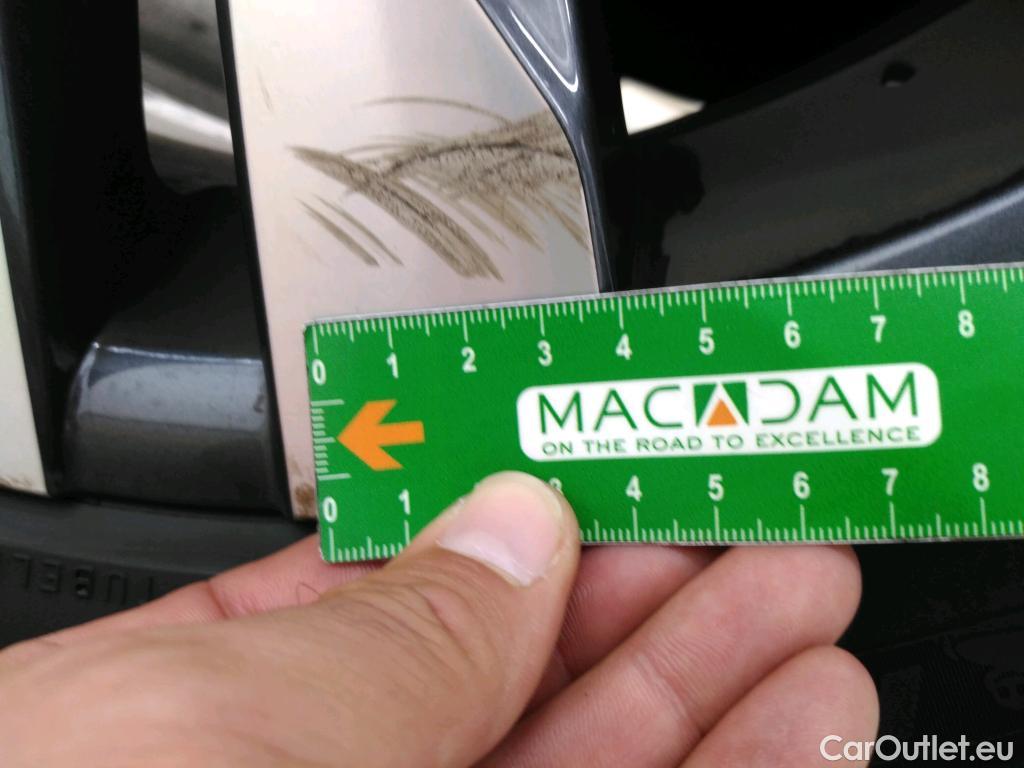 0 1 2 3 4 5 6 7 8
MACADAM
ON THE ROAD TO EXCELLENCE
0 1 3 4 5 6 7 8
TUBEL
CarOutlet.eu